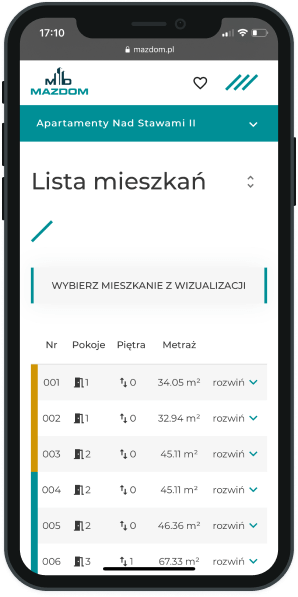 17:10
mazdom.pl
MAZDOM
Apartamenty Nad Stawami II
Lista mieszkań
WYBIERZ MIESZKANIE Z WIZUALIZACJI
Nr Pokoje Piętra Metraż
001 1 0 34.05 m² rozwiń
002 1 0 32.94 m² rozwiń
003 2 0 45.11 m² rozwiń
004 2 0 45.11 m² rozwiń
005 2 0 46.36 m² rozwiń
006 3 1 67.33 m² rozwiń